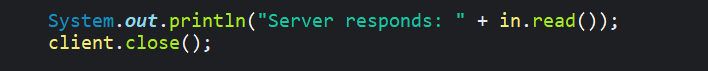 System.out.println("Server responds: " + in.read());
client.close();